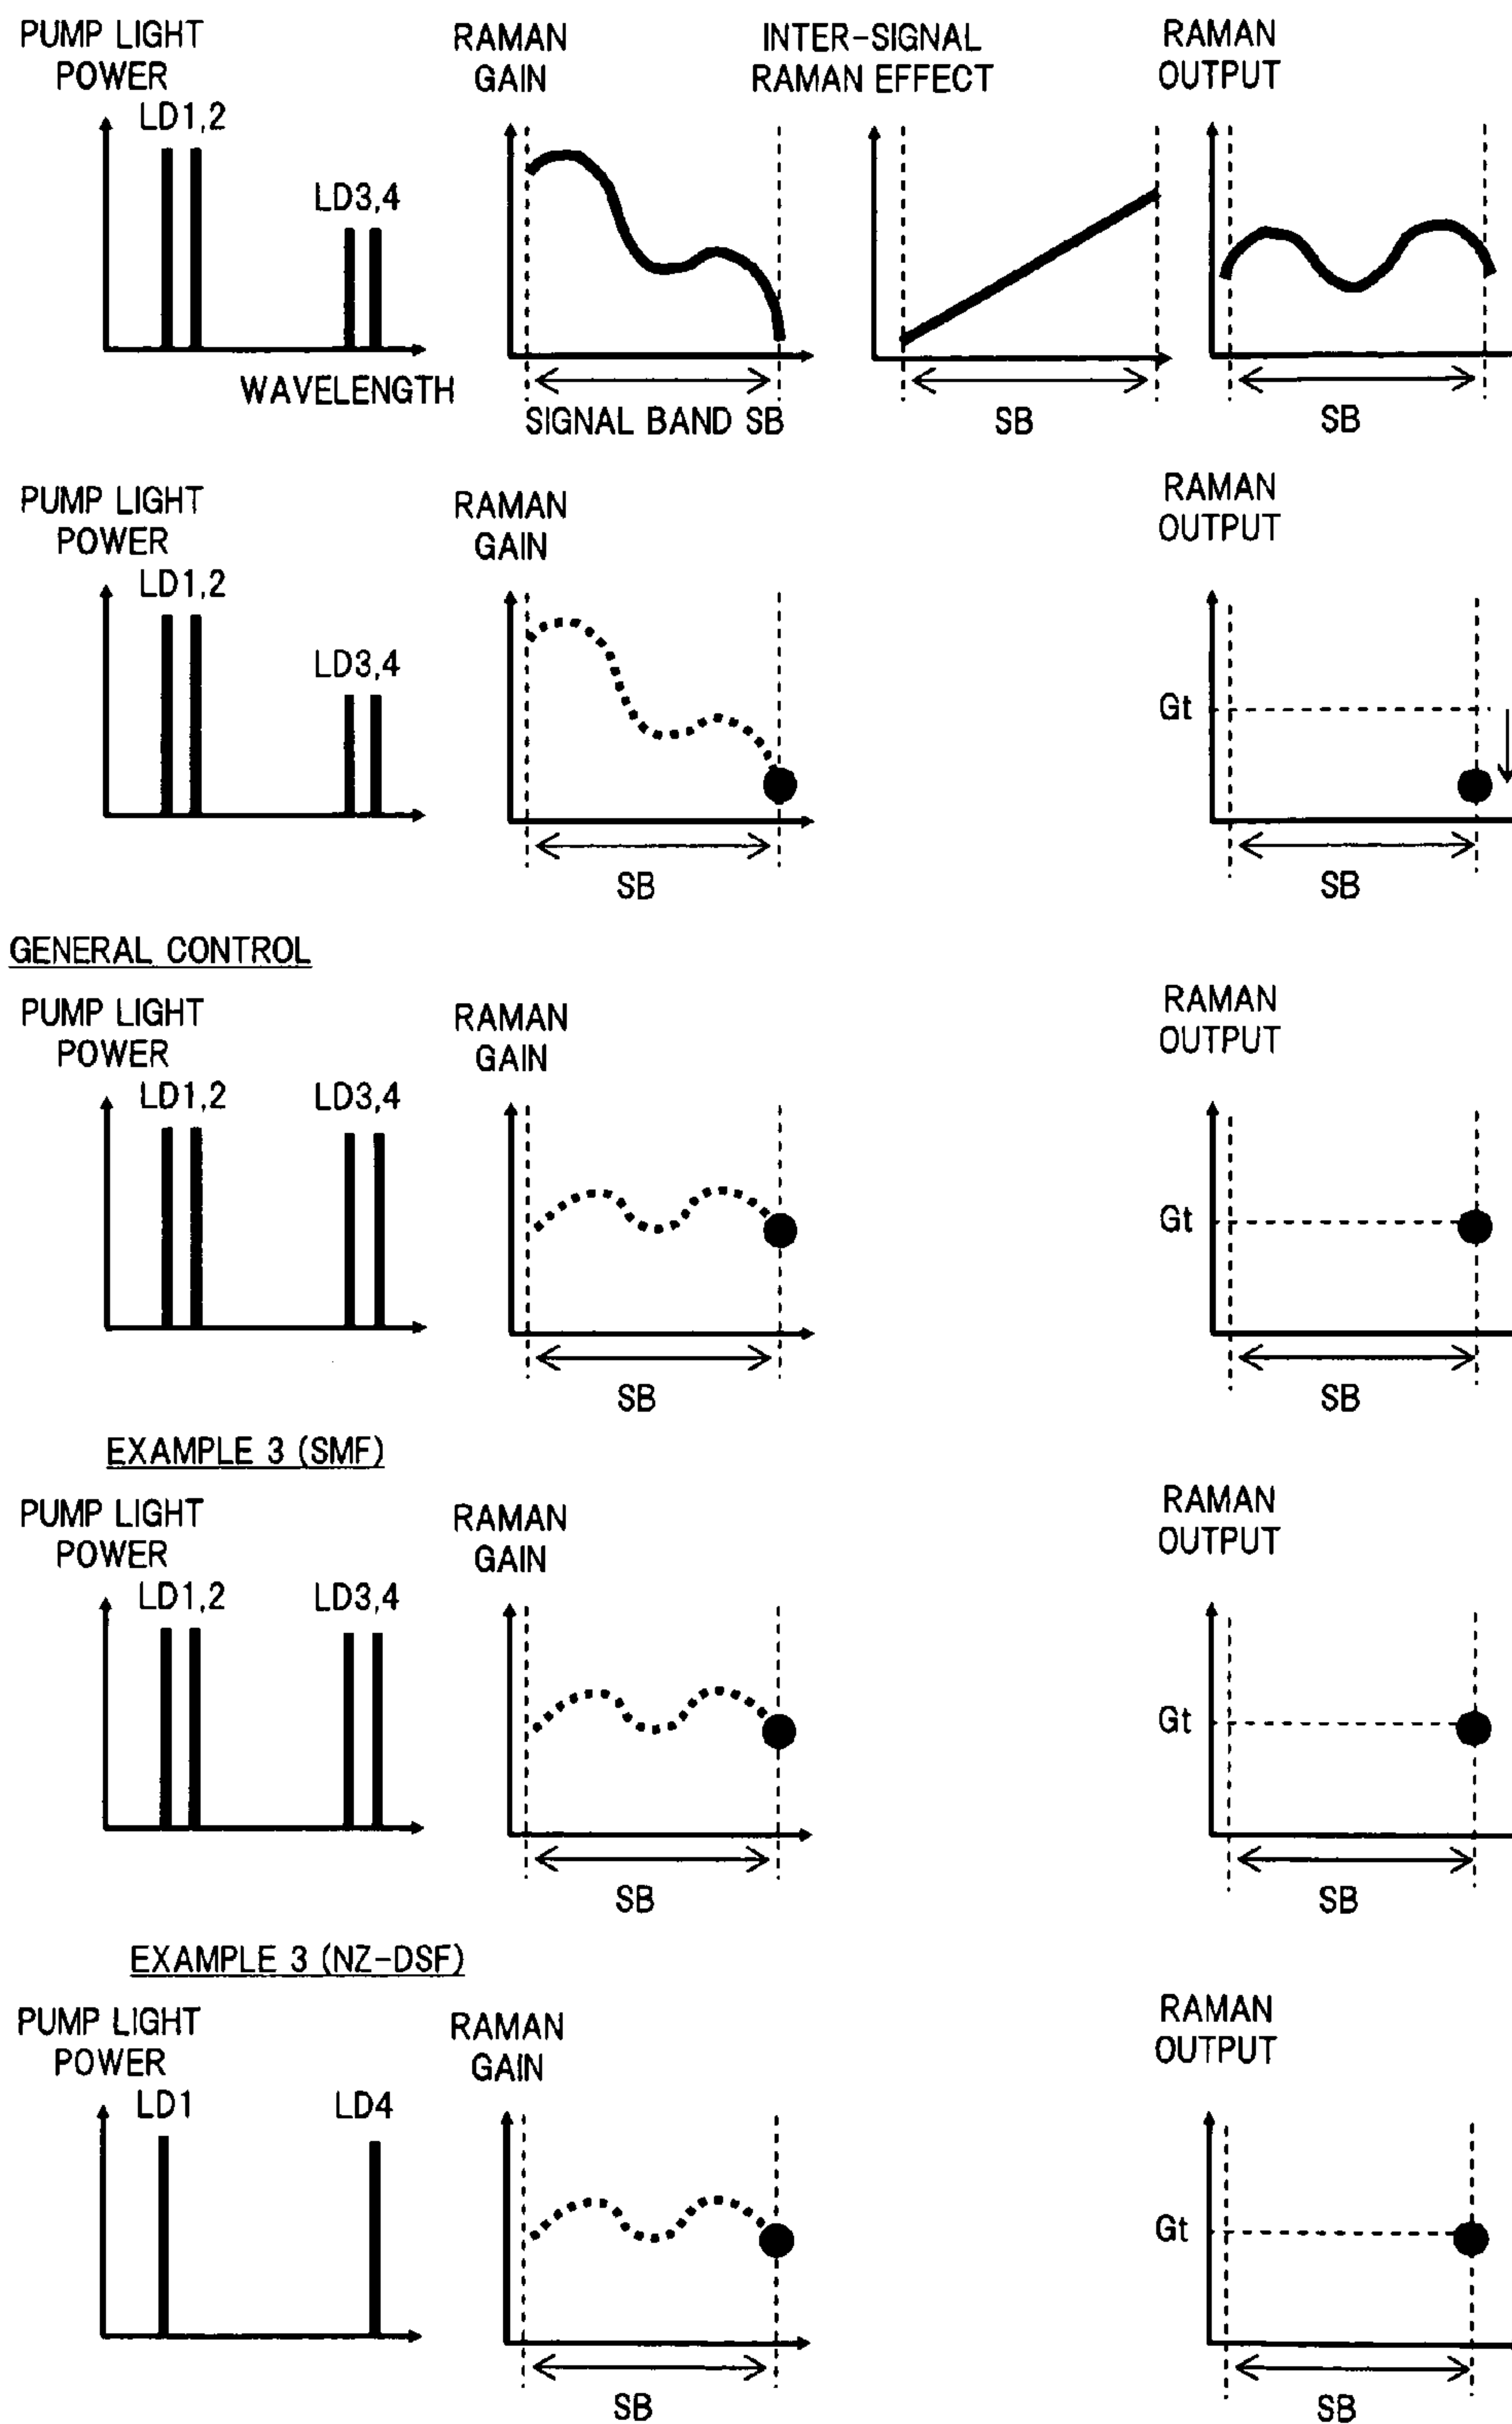 PUMP LIGHT
POWER
LD1,2
LD3,4
WAVELENGTH
RAMAN
GAIN
SIGNAL BAND SB
INTER-SIGNAL
RAMAN EFFECT
SB
RAMAN
OUTPUT
SB
PUMP LIGHT
POWER
LD1,2
LD3,4
RAMAN
GAIN
SB
RAMAN
OUTPUT
Gt
SB
GENERAL CONTROL
PUMP LIGHT
POWER
LD1,2
LD3,4
RAMAN
GAIN
SB
RAMAN
OUTPUT
Gt
SB
EXAMPLE 3 (SMF)
PUMP LIGHT
POWER
LD1,2
LD3,4
RAMAN
GAIN
SB
RAMAN
OUTPUT
Gt
SB
EXAMPLE 3 (NZ-DSF)
PUMP LIGHT
POWER
LD1
LD4
RAMAN
GAIN
SB
RAMAN
OUTPUT
Gt
SB